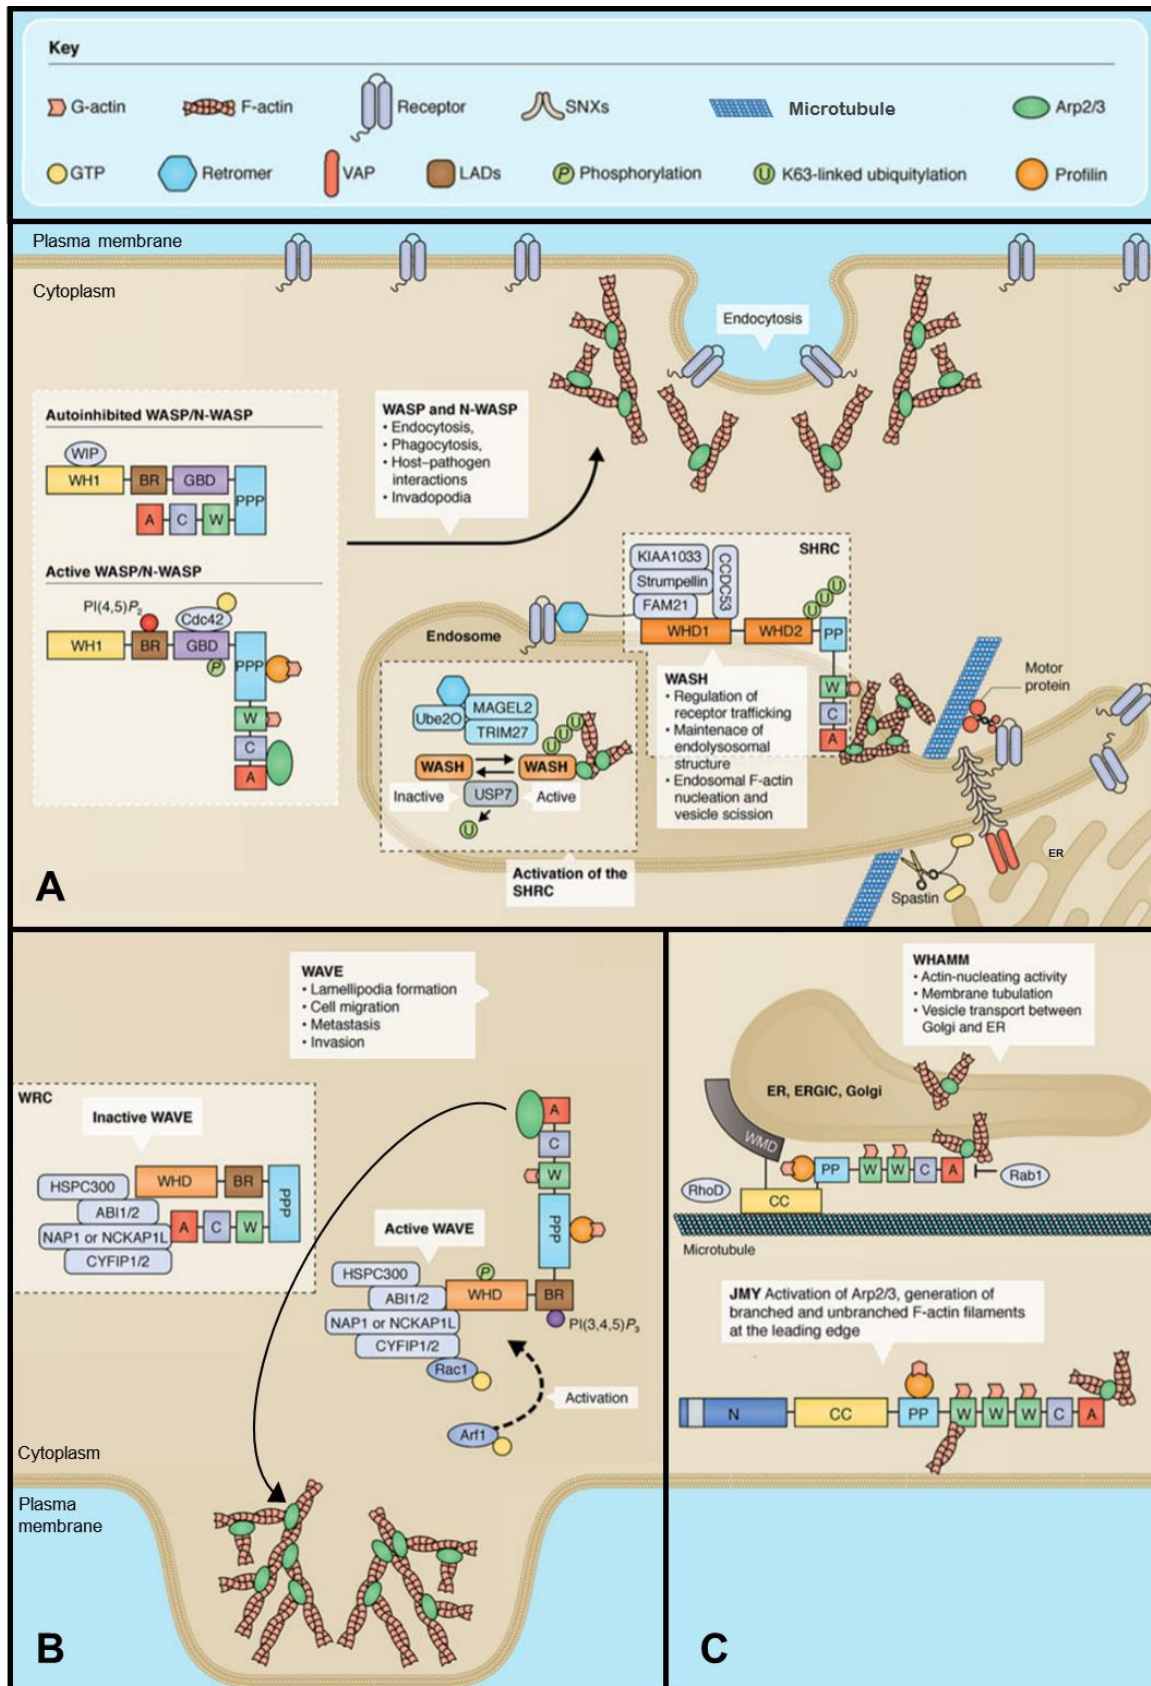 Key
G-actin
F-actin
Receptor
SNXs
Microtubule
Arp2/3
GTP
Retromer
VAP
LADs
P Phosphorylation
U K63-linked ubiquitylation
Profilin
Plasma membrane
Cytoplasm
Endocytosis
Autoinhibited WASP/N-WASP
WIP
WH1
BR
GBD
PPP
A
C
W
Active WASP/N-WASP
PI(4,5)P2
Cdc42
WH1
BR
GBD
P
PPP
W
C
A
WASP and N-WASP
• Endocytosis,
• Phagocytosis,
• Host–pathogen
interactions
• Invadopodia
SHRC
KIAA1033
Strumpellin
FAM21
CCDC53
U
U
U
WHD1
WHD2
PP
W
C
A
Endosome
WASH
• Regulation of
receptor trafficking
• Maintenace of
endolysosomal
structure
• Endosomal F-actin
nucleation and
vesicle scission
Motor
protein
Ube2O
MAGEL2
TRIM27
U
U
U
WASH
WASH
Inactive
USP7
Active
U
Activation of the
SHRC
ER
Spastin
A
WAVE
• Lamellipodia formation
• Cell migration
• Metastasis
• Invasion
WRC
Inactive WAVE
HSPC300
WHD
BR
PPP
ABI1/2
A
C
W
NAP1 or NCKAP1L
CYFIP1/2
A
C
W
PPP
Active WAVE
P
HSPC300
ABI1/2
WHD
BR
NAP1 or NCKAP1L
PI(3,4,5)P3
CYFIP1/2
Rac1
Activation
Arf1
Cytoplasm
Plasma
membrane
B
WHAMM
• Actin-nucleating activity
• Membrane tubulation
• Vesicle transport between
Golgi and ER
ER, ERGIC, Golgi
WMD
PP
W
W
C
A
Rab1
RhoD
CC
Microtubule
JMY Activation of Arp2/3, generation of
branched and unbranched F-actin filaments
at the leading edge
N
CC
PP
W
W
W
C
A
C